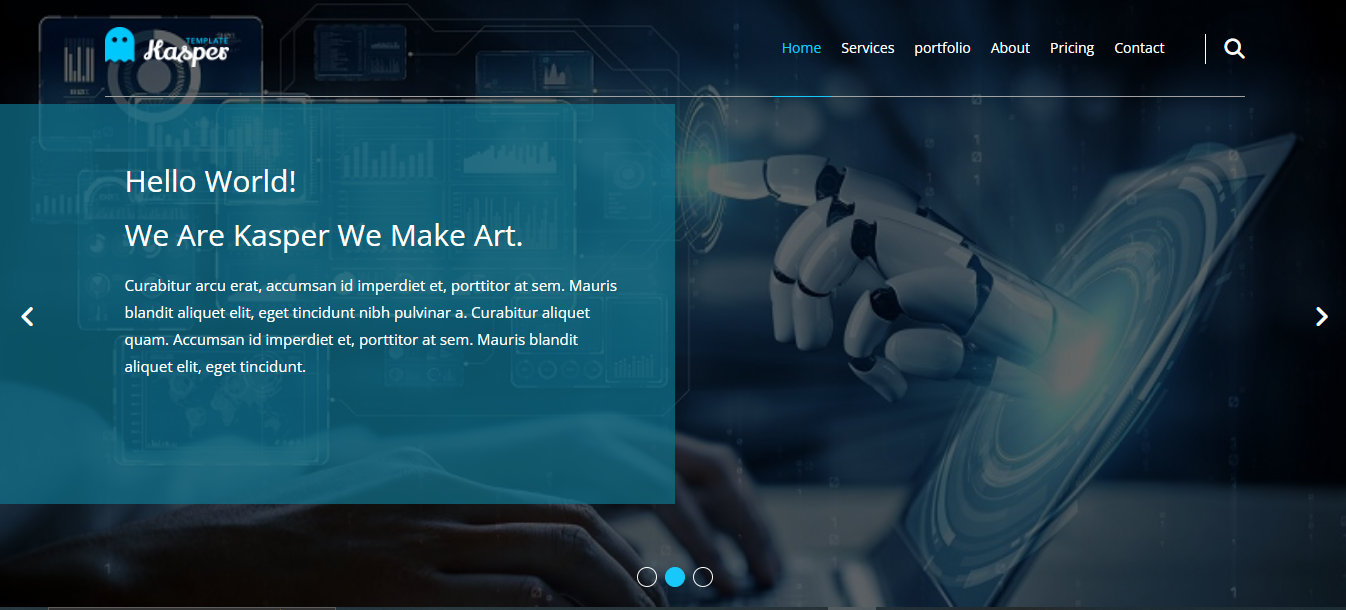 TEMPLATE
Kasper
Home Services portfolio About Pricing Contact
Hello World!
We Are Kasper We Make Art.
Curabitur arcu erat, accumsan id imperdiet et, porttitor at sem. Mauris
blandit aliquet elit, eget tincidunt nibh pulvinar a. Curabitur aliquet
quam. Accumsan id imperdiet et, porttitor at sem. Mauris blandit
aliquet elit, eget tincidunt.